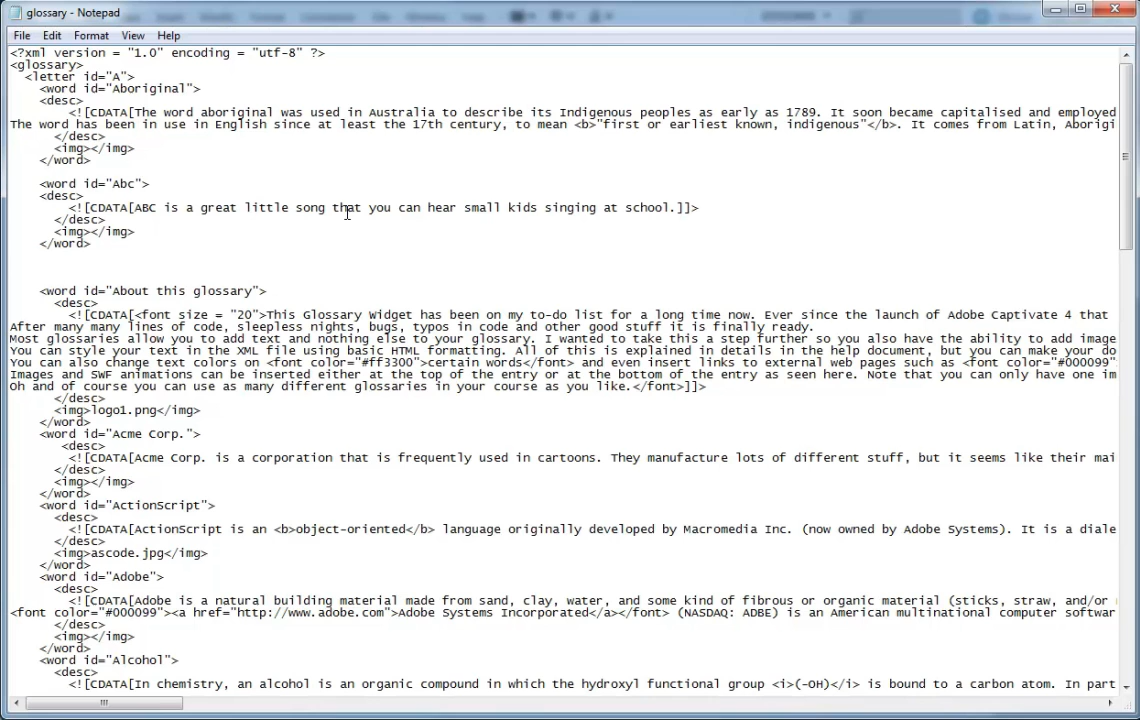 glossary - Notepad
File Edit Format View Help
<?xml version = "1.0" encoding = "utf-8" ?>
<glossary>
<letter id="A">
<word id="Aboriginal">
<desc>
<![CDATA[The word aboriginal was used in Australia to describe its Indigenous peoples as early as 1789. It soon became capitalised and employed
The word has been in use in English since at least the 17th century, to mean <b>"first or earliest known, indigenous"</b>. It comes from Latin, Aborigi
</desc>
<img></img>
</word>
<word id="Abc">
<desc>
<![CDATA[ABC is a great little song that you can hear small kids singing at school.]]>
</desc>
<img></img>
</word>
<word id="About this glossary">
<desc>
<![CDATA[<font size = "20">This Glossary Widget has been on my to-do list for a long time now. Ever since the launch of Adobe Captivate 4 that
After many many lines of code, sleepless nights, bugs, typos in code and other good stuff it is finally ready.
Most glossaries allow you to add text and nothing else to your glossary. I wanted to take this a step further so you also have the ability to add image
You can style your text in the XML file using basic HTML formatting. All of this is explained in details in the help document, but you can make your do
You can also change text colors on <font color="#ff3300">certain words</font> and even insert links to external web pages such as <font color="#000099"
Images and SWF animations can be inserted either at the top of the entry or at the bottom of the entry as seen here. Note that you can only have one im
Oh and of course you can use as many different glossaries in your course as you like.</font>]]>
</desc>
<img>logo1.png</img>
</word>
<word id="Acme Corp.">
<desc>
<![CDATA[Acme Corp. is a corporation that is frequently used in cartoons. They manufacture lots of different stuff, but it seems like their mai
</desc>
<img></img>
</word>
<word id="ActionScript">
<desc>
<![CDATA[ActionScript is an <b>object-oriented</b> language originally developed by Macromedia Inc. (now owned by Adobe Systems). It is a diale
</desc>
<img>ascode.jpg</img>
</word>
<word id="Adobe">
<desc>
<![CDATA[Adobe is a natural building material made from sand, clay, water, and some kind of fibrous or organic material (sticks, straw, and/or
<font color="#000099"><a href="http://www.adobe.com">Adobe Systems Incorporated</a></font> (NASDAQ: ADBE) is an American multinational computer softwar
</desc>
<img></img>
</word>
<word id="Alcohol">
<desc>
<![CDATA[In chemistry, an alcohol is an organic compound in which the hydroxyl functional group <i>(-OH)</i> is bound to a carbon atom. In part